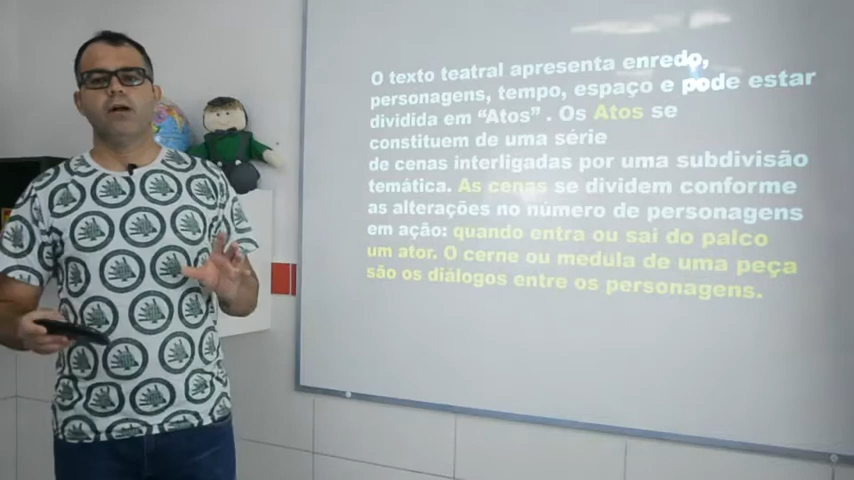 O texto teatral apresenta enredo,
personagens, tempo, espaço e pode estar
dividida em “Atos” . Os Atos se
constituem de uma série
de cenas interligadas por uma subdivisão
temática. As cenas se dividem conforme
as alterações no número de personagens
em ação: quando entra ou sai do palco
um ator. O cerne ou medula de uma peça
são os diálogos entre os personagens.